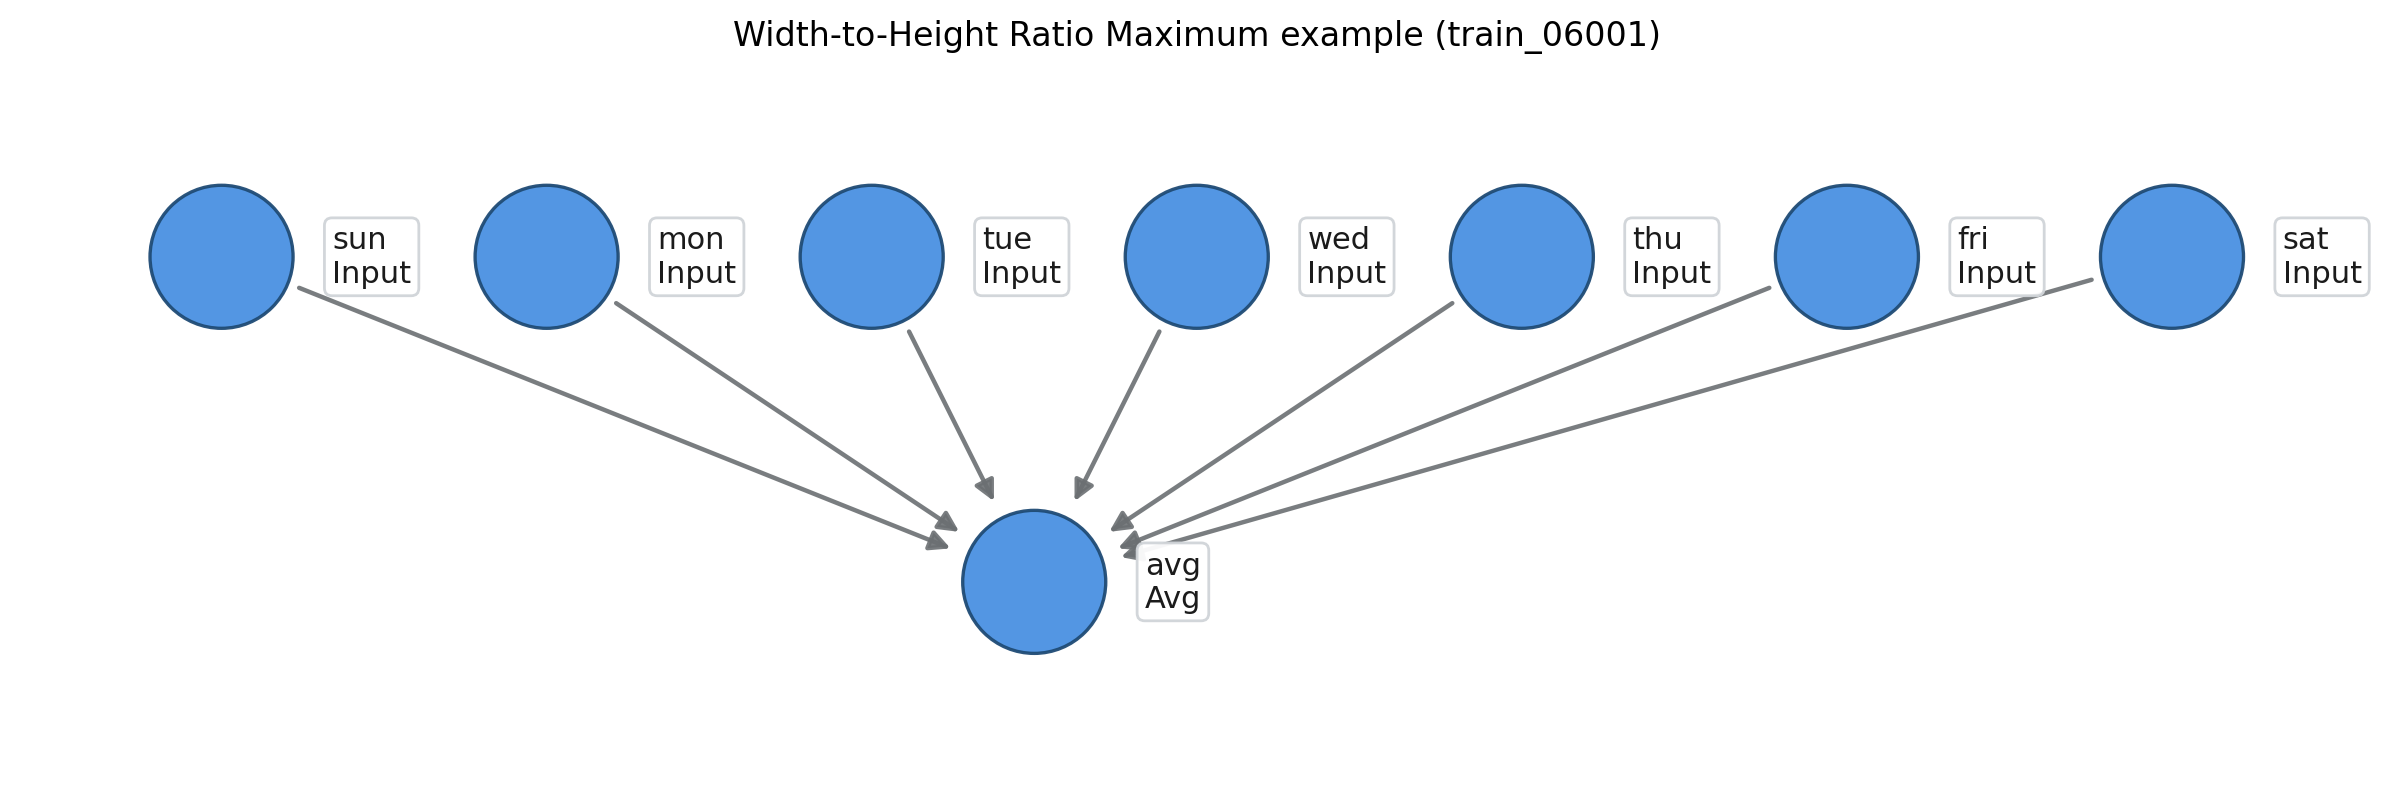 Width-to-Height Ratio Maximum example (train_06001)
sun
Input
mon
Input
tue
Input
wed
Input
thu
Input
fri
Input
sat
Input
avg
Avg